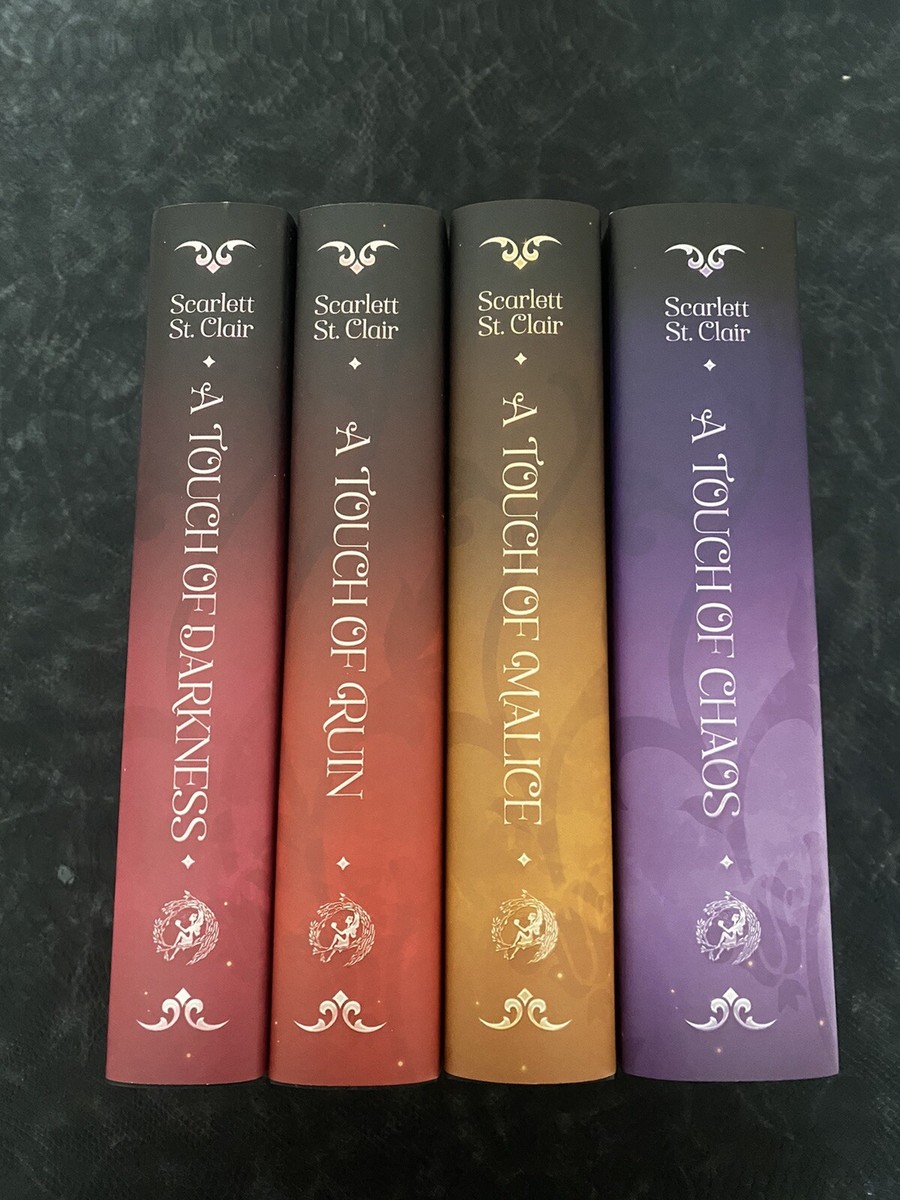 Scarlett
St. Clair
A TOUCH OF DARKNESS
Scarlett
St. Clair
A TOUCH OF RUIN
Scarlett
St. Clair
A TOUCH OF MALICE
Scarlett
St. Clair
A TOUCH OF CHAOS